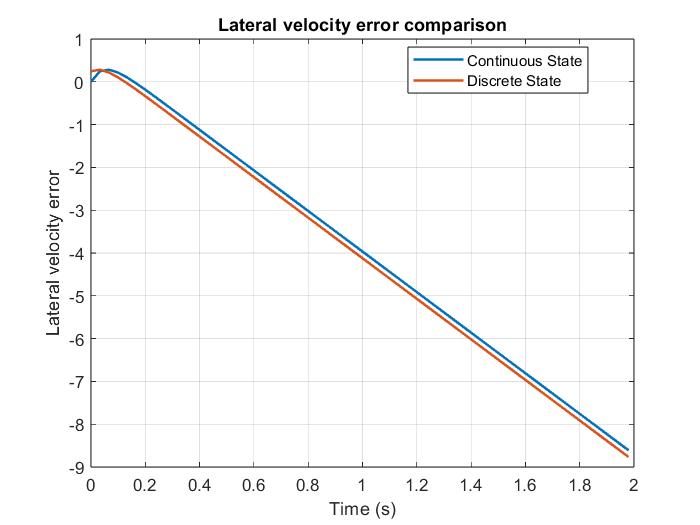 Lateral velocity error comparison
Continuous State
Discrete State
Lateral velocity error
1
0
-1
-2
-3
-4
-5
-6
-7
-8
-9
0 0.2 0.4 0.6 0.8 1 1.2 1.4 1.6 1.8 2
Time (s)